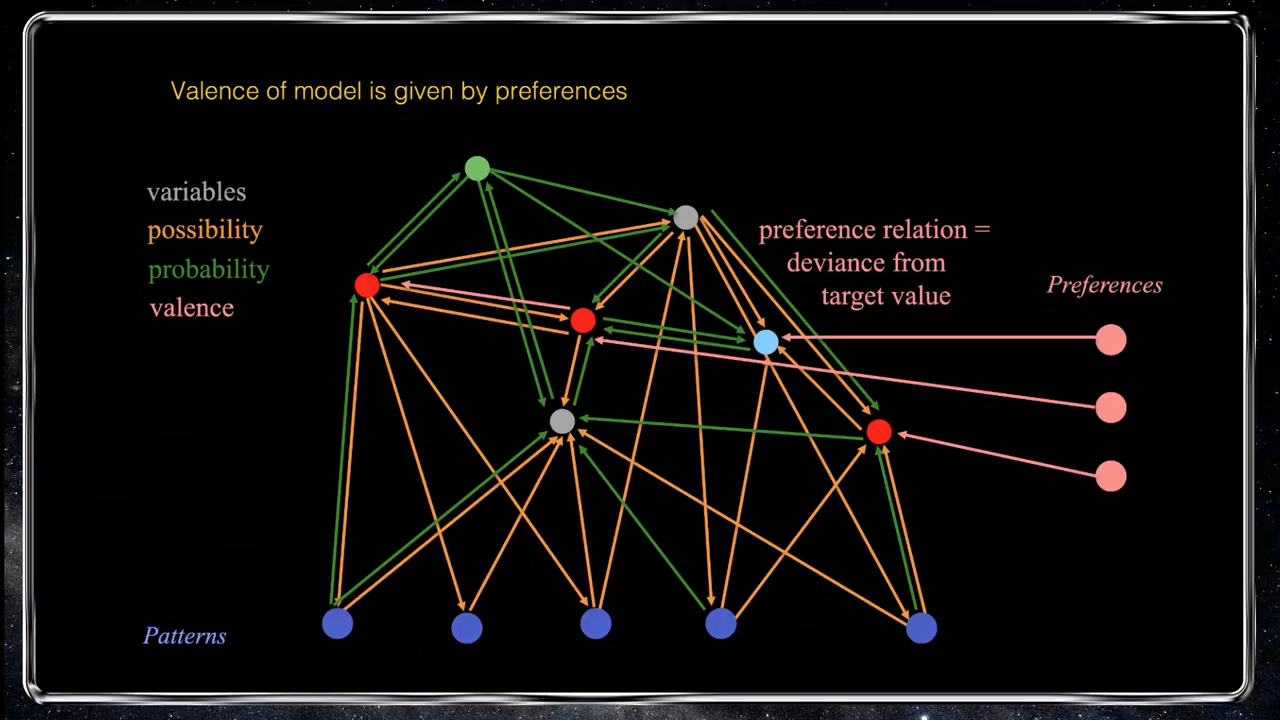 Valence of model is given by preferences
variables
possibility
probability
valence
preference relation =
deviance from
target value
Preferences
Patterns